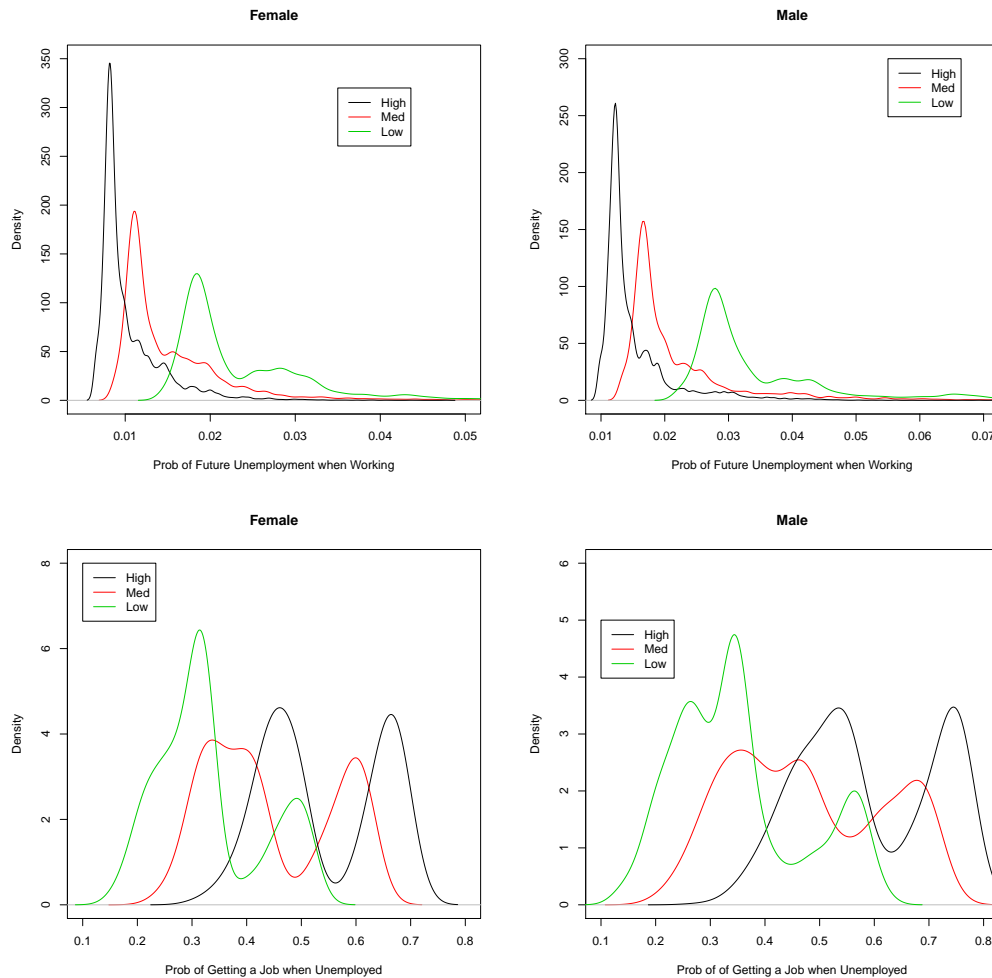 Female
Density
0 50 100 150 200 250 300 350
High
Med
Low
0.01 0.02 0.03 0.04 0.05
Prob of Future Unemployment when Working
Male
Density
0 50 100 150 200 250 300
High
Med
Low
0.01 0.02 0.03 0.04 0.05 0.06 0.07
Prob of Future Unemployment when Working
Female
Density
0 2 4 6 8
High
Med
Low
0.1 0.2 0.3 0.4 0.5 0.6 0.7 0.8
Prob of Getting a Job when Unemployed
Male
Density
0 1 2 3 4 5 6
High
Med
Low
0.1 0.2 0.3 0.4 0.5 0.6 0.7 0.8
Prob of of Getting a Job when Unemployed